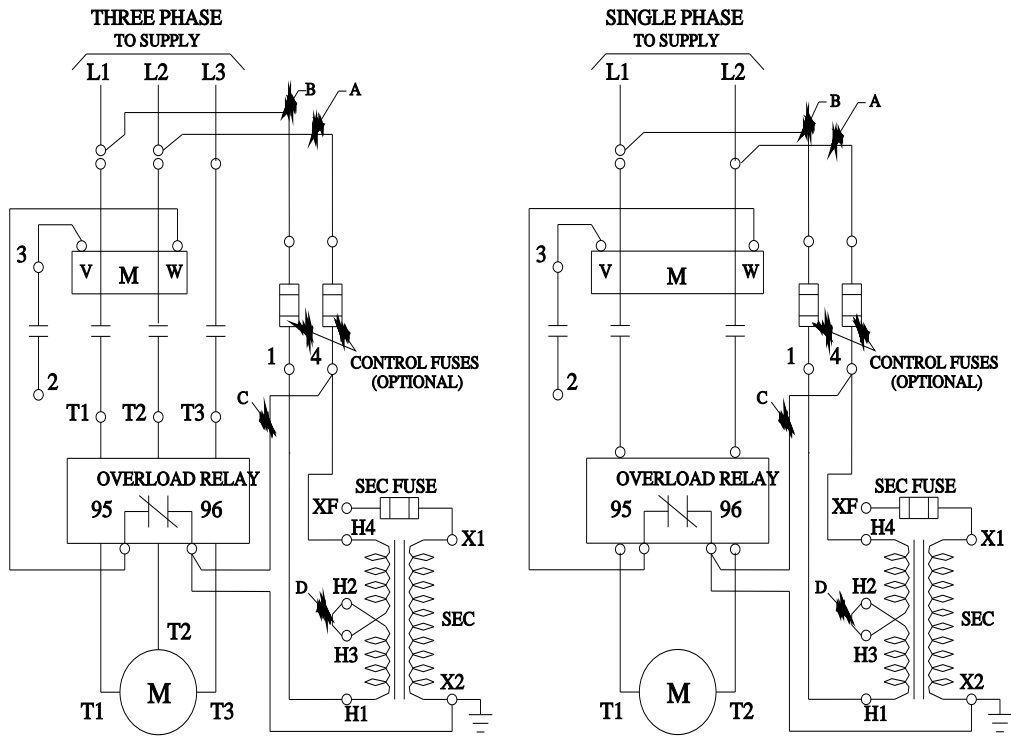 THREE PHASE
TO SUPPLY
L1 L2 L3
B
A
3
V M W
1 4
CONTROL FUSES
(OPTIONAL)
2
C
T1 T2 T3
OVERLOAD RELAY
95 96
XF
SEC FUSE
H4
X1
D
H2
H3
SEC
T2
M
T1 T3
X2
H1
SINGLE PHASE
TO SUPPLY
L1 L2
B
A
3
V M W
1 4
CONTROL FUSES
(OPTIONAL)
2
C
OVERLOAD RELAY
95 96
XF
SEC FUSE
H4
X1
D
H2
H3
SEC
M
T1 T2
X2
H1